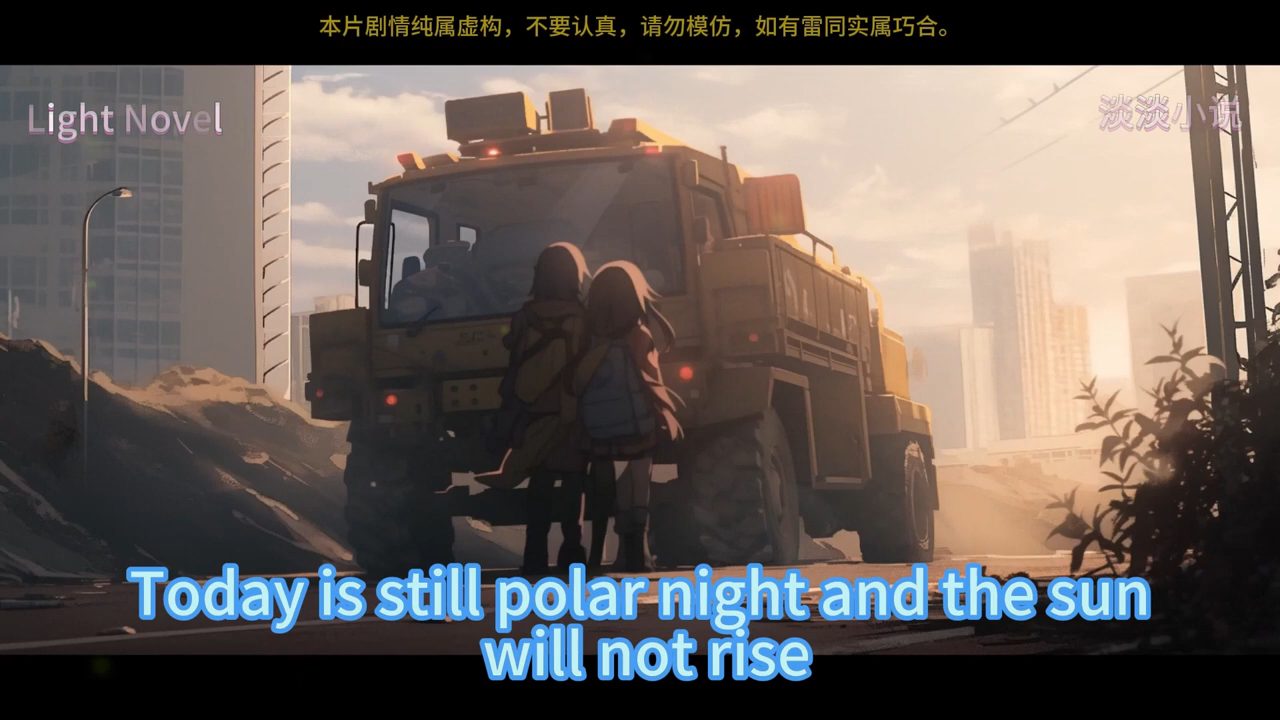 本片剧情纯属虚构，不要认真，请勿模仿，如有雷同实属巧合。
Light Novel
淡淡小说
Today is still polar night and the sun
will not rise